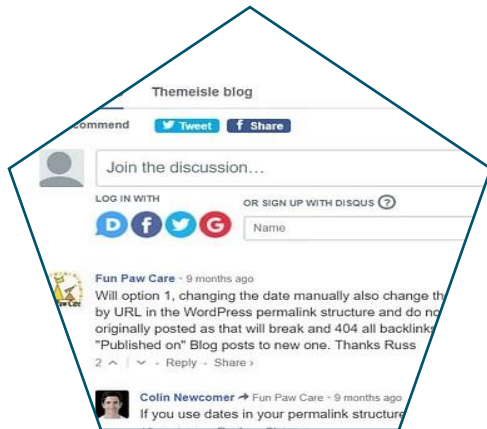 Themeisle blog
Tweet
Share
Join the discussion…
LOG IN WITH
OR SIGN UP WITH DISQUS ?
Name
Fun Paw Care - 9 months ago
Will option 1, changing the date manually also change
by URL in the WordPress permalink structure and do
originally posted as that will break and 404 all backlinks
"Published on" Blog posts to new one. Thanks Russ
2 - Reply - Share ›
Colin Newcomer → Fun Paw Care - 9 months ago
If you use dates in your permalink structure